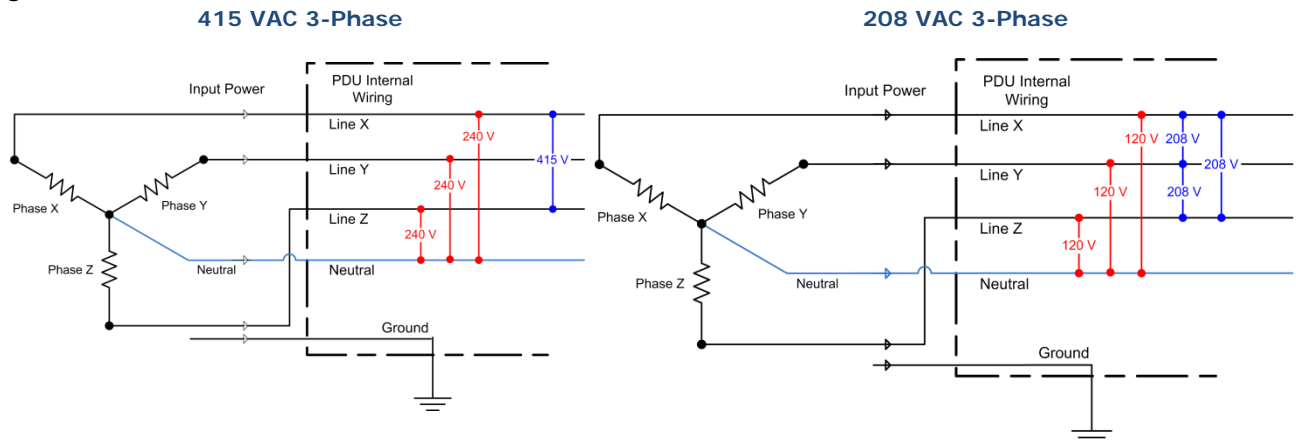 415 VAC 3-Phase
Input Power
PDU Internal
Wiring
Line X
240 V
415 V
Line Y
240 V
Phase X
Phase Y
Line Z
240 V
Phase Z
Neutral
Neutral
Ground
208 VAC 3-Phase
Input Power
PDU Internal
Wiring
Line X
120 V
208 V
208 V
Line Y
120 V
208 V
Phase X
Phase Y
Line Z
120 V
Phase Z
Neutral
Neutral
Ground